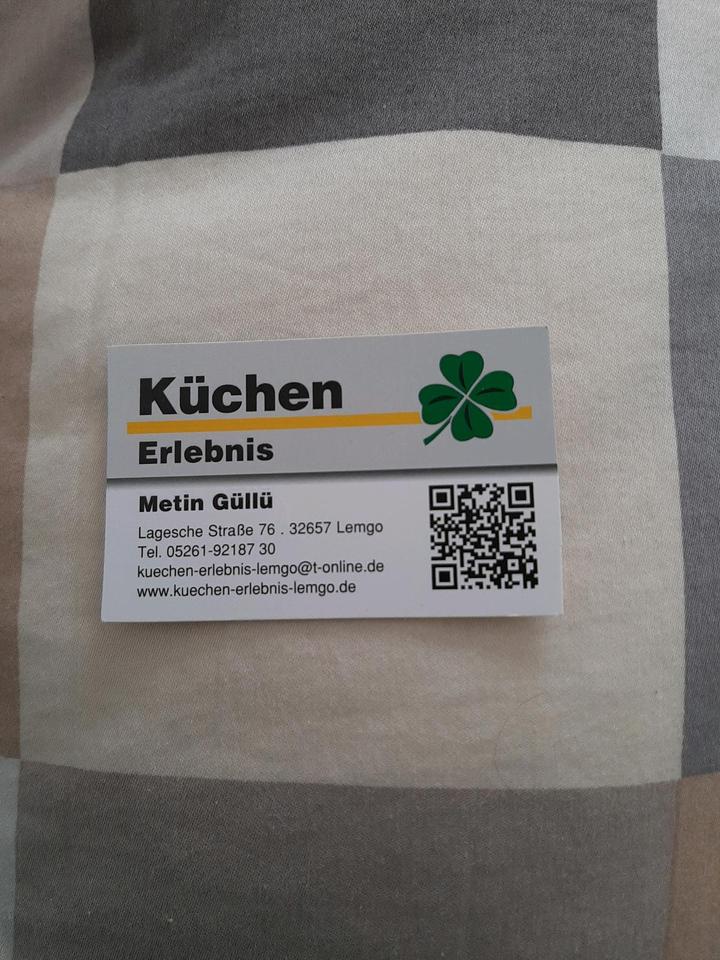 Küchen
Erlebnis
Metin Güllü
Lagesche Straße 76 . 32657 Lemgo
Tel. 05261-92187 30
kuechen-erlebnis-lemgo@t-online.de
www.kuechen-erlebnis-lemgo.de